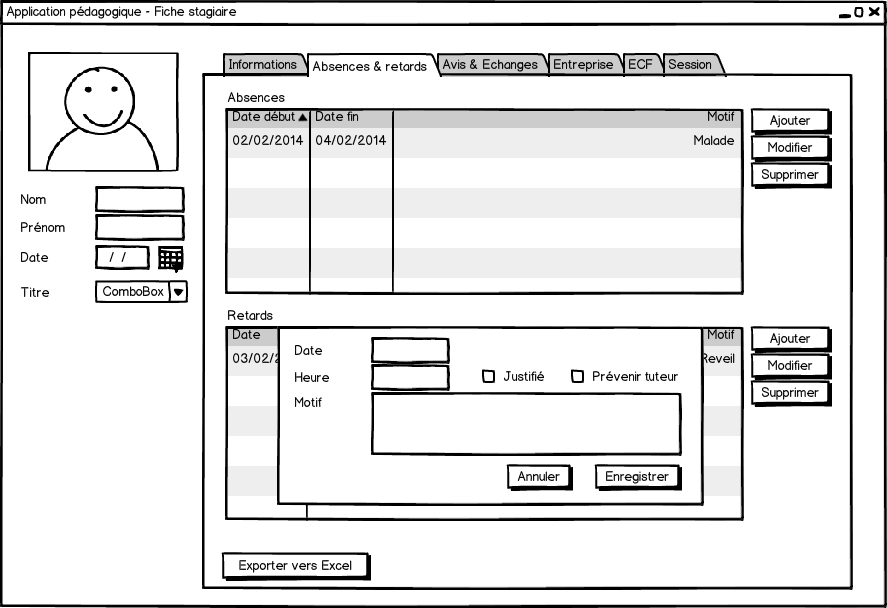 Application pédagogique - Fiche stagiaire
Informations Absences & retards Avis & Echanges Entreprise ECF Session
Absences
Date début Date fin Motif
02/02/2014 04/02/2014 Malade
Ajouter
Modifier
Supprimer
Nom
Prénom
Date / /
Titre ComboBox
Retards
Date Motif
03/02/2 Reveil
Ajouter
Modifier
Supprimer
Date
Heure Justifié Prévenir tuteur
Motif
Annuler Enregistrer
Exporter vers Excel